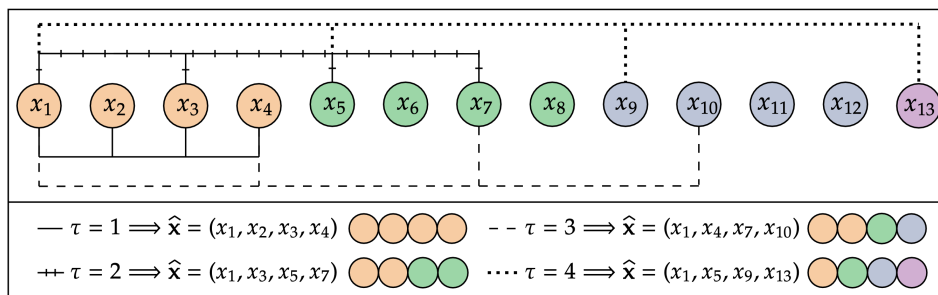 x₁ x₂ x₃ x₄ x₅ x₆ x₇ x₈ x₉ x₁₀ x₁₁ x₁₂ x₁₃
τ = 1 ⟹ x̂ = (x₁, x₂, x₃, x₄) τ = 3 ⟹ x̂ = (x₁, x₄, x₇, x₁₀)
τ = 2 ⟹ x̂ = (x₁, x₃, x₅, x₇) τ = 4 ⟹ x̂ = (x₁, x₅, x₉, x₁₃)